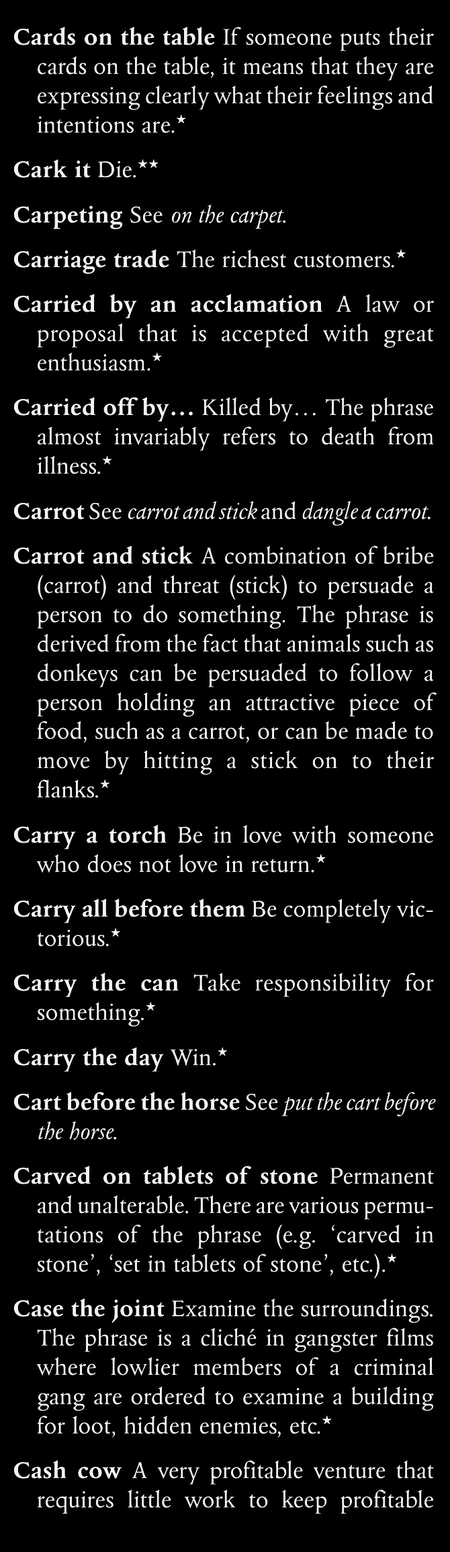 Cards on the table If someone puts their
cards on the table, it means that they are
expressing clearly what their feelings and
intentions are.★
Cark it Die.★★
Carpeting See on the carpet.
Carriage trade The richest customers.★
Carried by an acclamation A law or
proposal that is accepted with great
enthusiasm.★
Carried off by… Killed by… The phrase
almost invariably refers to death from
illness.★
Carrot See carrot and stick and dangle a carrot.
Carrot and stick A combination of bribe
(carrot) and threat (stick) to persuade a
person to do something. The phrase is
derived from the fact that animals such as
donkeys can be persuaded to follow a
person holding an attractive piece of
food, such as a carrot, or can be made to
move by hitting a stick on to their
flanks.★
Carry a torch Be in love with someone
who does not love in return.★
Carry all before them Be completely vic-
torious.★
Carry the can Take responsibility for
something.★
Carry the day Win.★
Cart before the horse See put the cart before
the horse.
Carved on tablets of stone Permanent
and unalterable. There are various permu-
tations of the phrase (e.g. ‘carved in
stone’, ‘set in tablets of stone’, etc.).★
Case the joint Examine the surroundings.
The phrase is a cliché in gangster films
where lowlier members of a criminal
gang are ordered to examine a building
for loot, hidden enemies, etc.★
Cash cow A very profitable venture that
requires little work to keep profitable